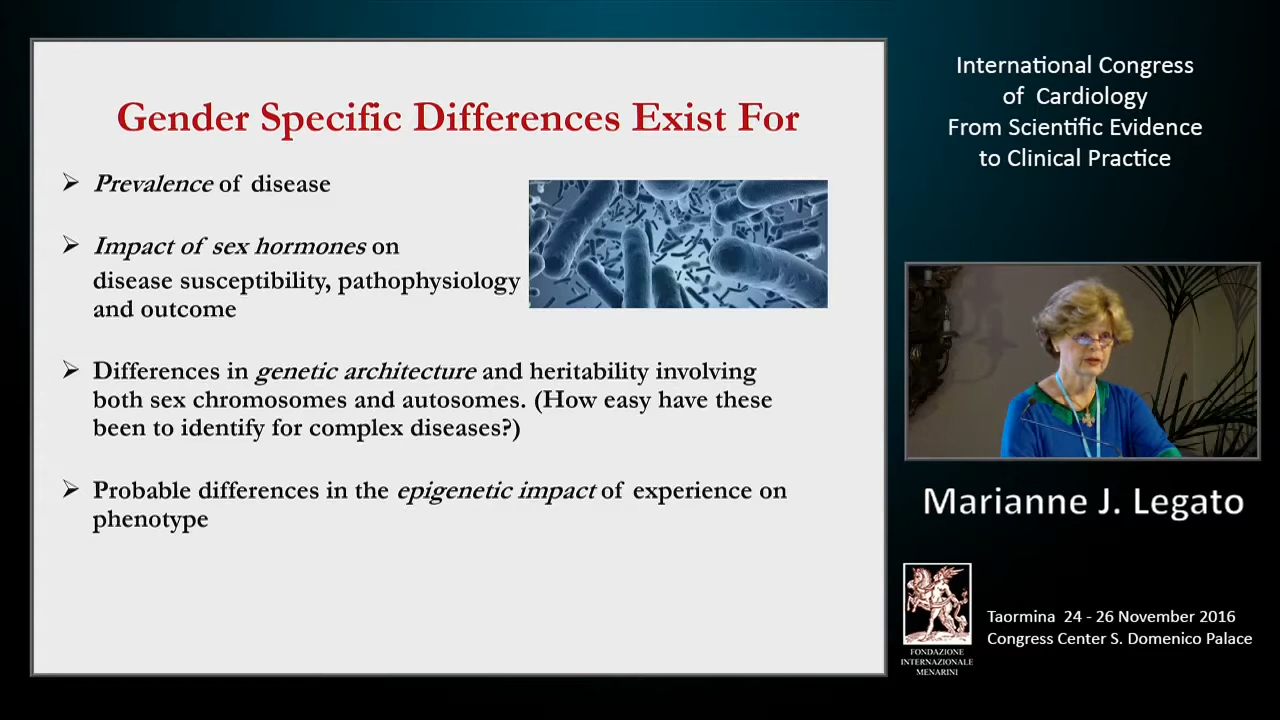 Gender Specific Differences Exist For
➢ Prevalence of disease
➢ Impact of sex hormones on
disease susceptibility, pathophysiology
and outcome
➢ Differences in genetic architecture and heritability involving
both sex chromosomes and autosomes. (How easy have these
been to identify for complex diseases?)
➢ Probable differences in the epigenetic impact of experience on
phenotype
International Congress
of Cardiology
From Scientific Evidence
to Clinical Practice
Marianne J. Legato
FONDAZIONE
INTERNAZIONALE
MENARINI
Taormina 24 - 26 November 2016
Congress Center S. Domenico Palace